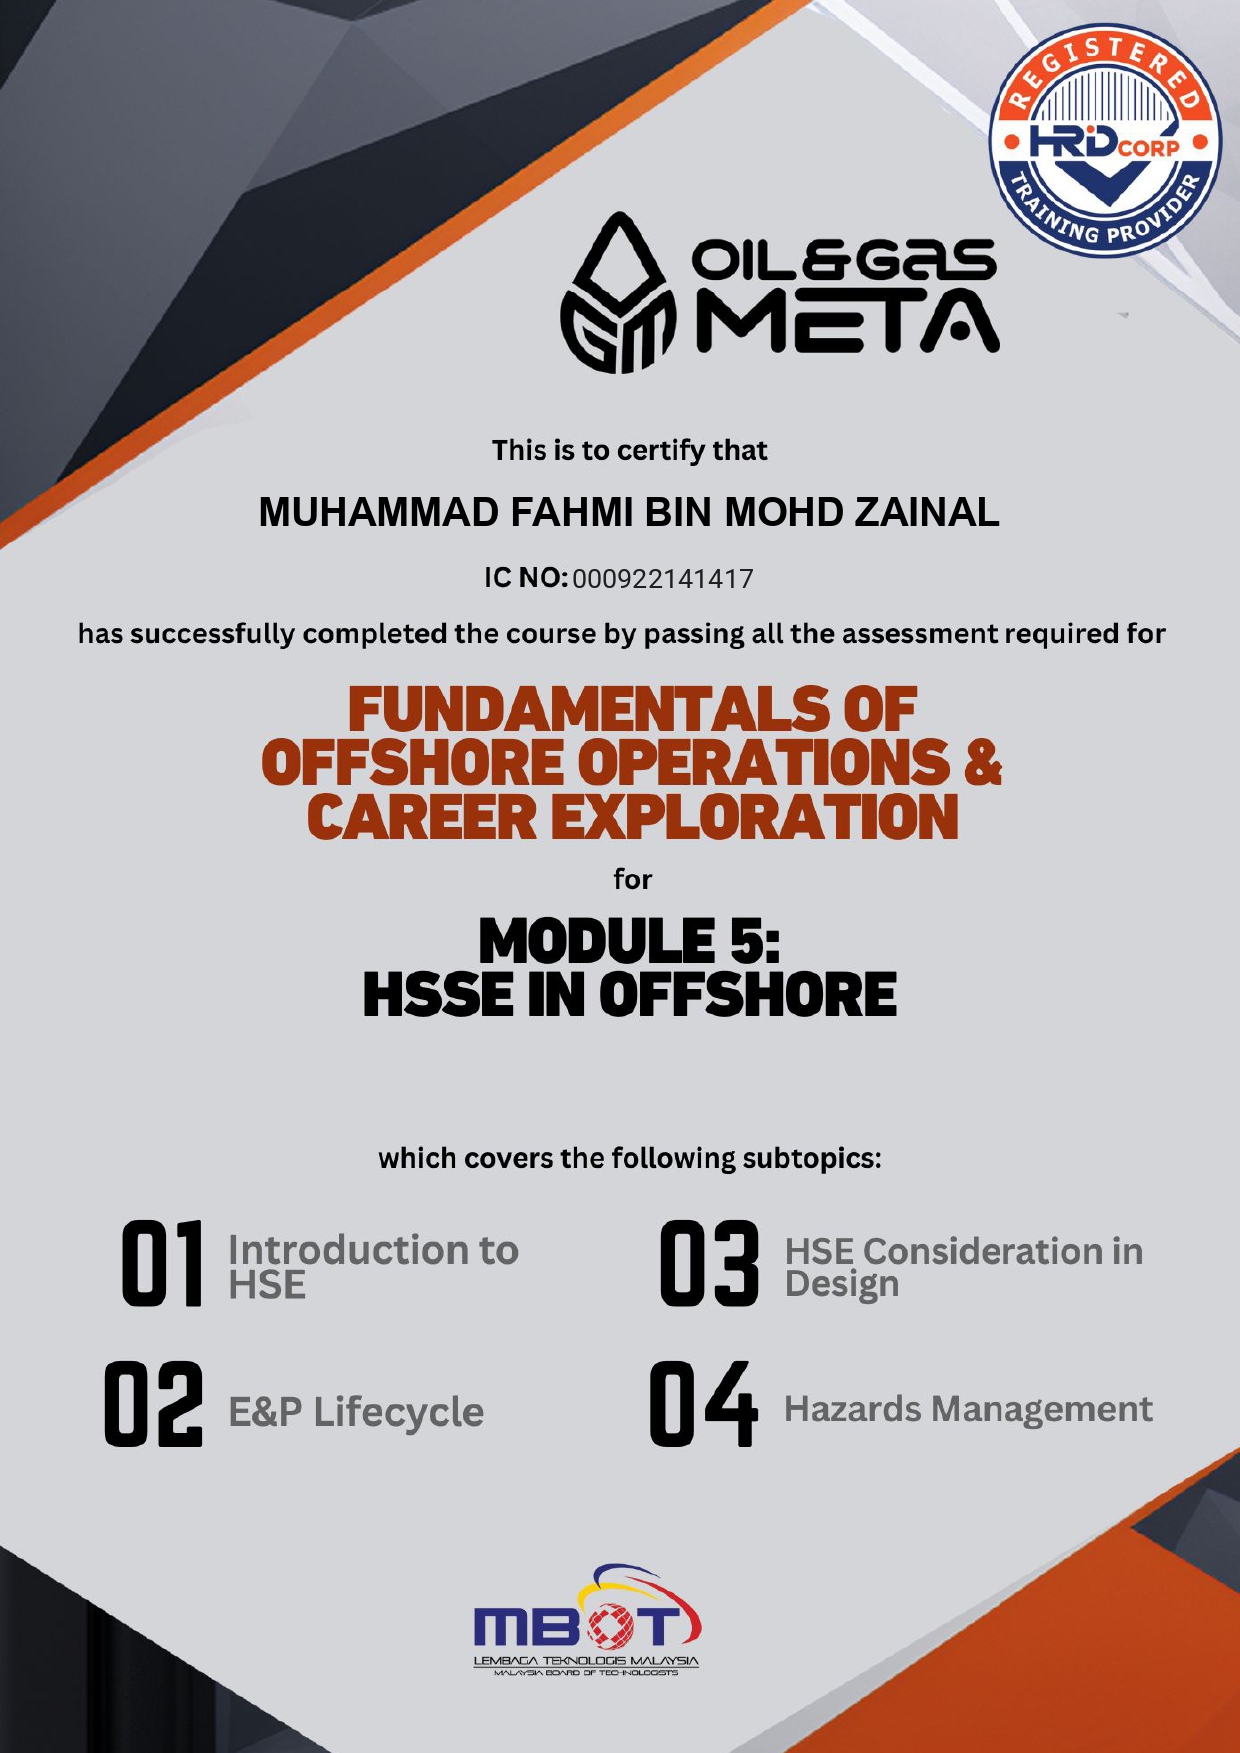 REGISTERED
HRD CORP
TRAINING PROVIDER
OIL&GAS
META
This is to certify that
MUHAMMAD FAHMI BIN MOHD ZAINAL
IC NO: 000922141417
has successfully completed the course by passing all the assessment required for
FUNDAMENTALS OF
OFFSHORE OPERATIONS &
CAREER EXPLORATION
for
MODULE 5:
HSSE IN OFFSHORE
which covers the following subtopics:
01 Introduction to
HSE
03 HSE Consideration in
Design
02 E&P Lifecycle
04 Hazards Management
MBOT
LEMBAGA TEKNOLOGIS MALAYSIA
MALAYSIA BOARD OF TECHNOLOGISTS